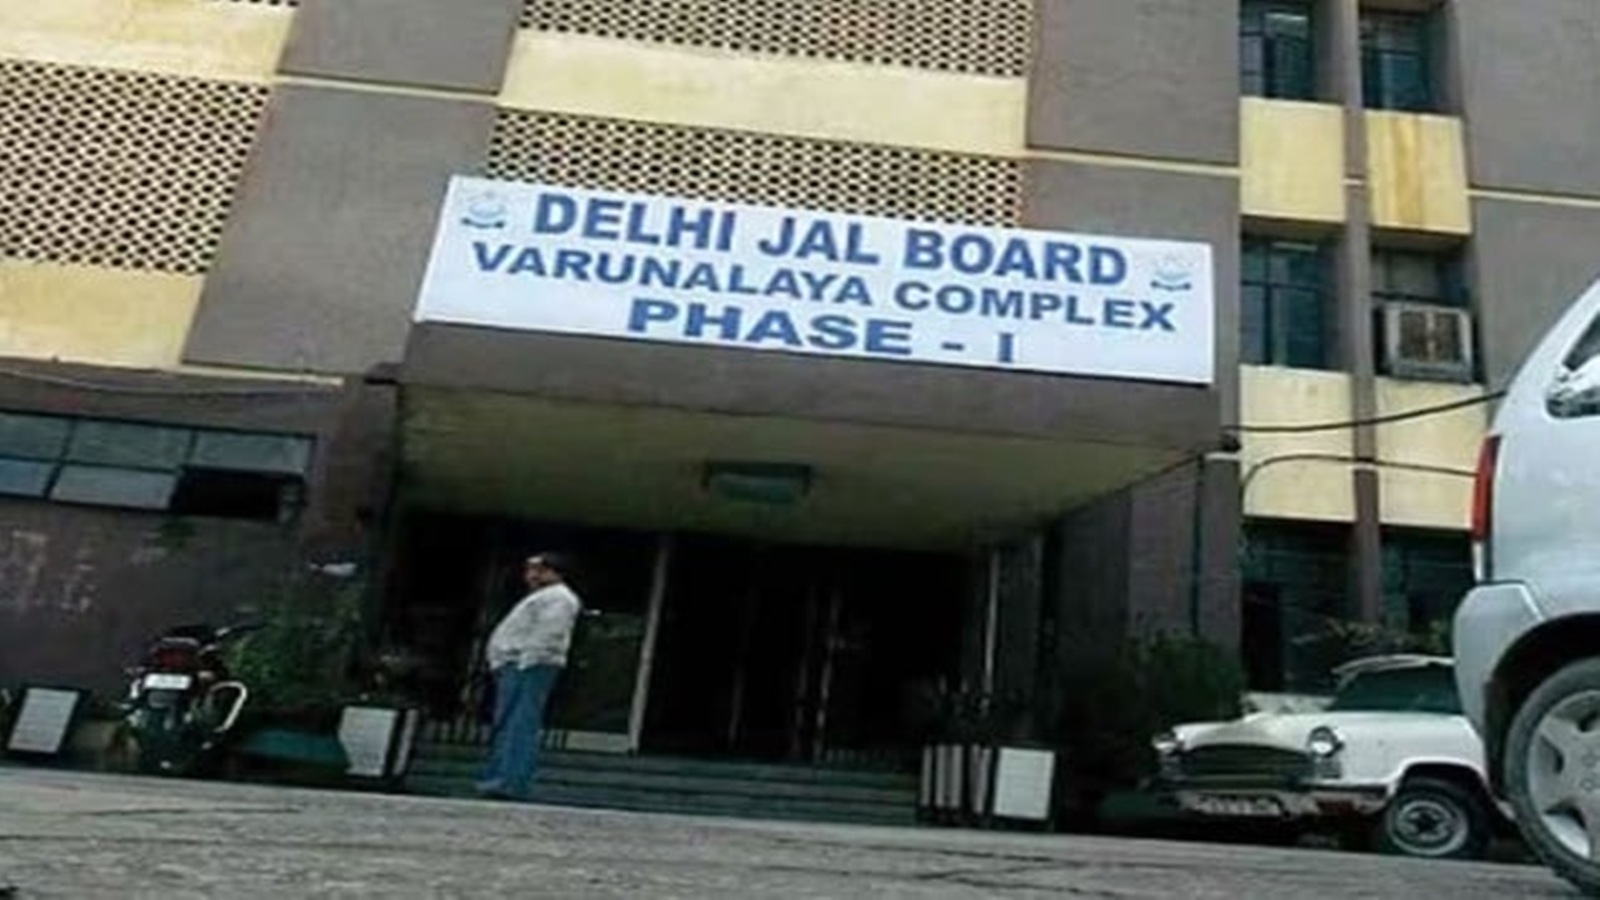 DELHI JAL BOARD
VARUNALAYA COMPLEX
PHASE - I